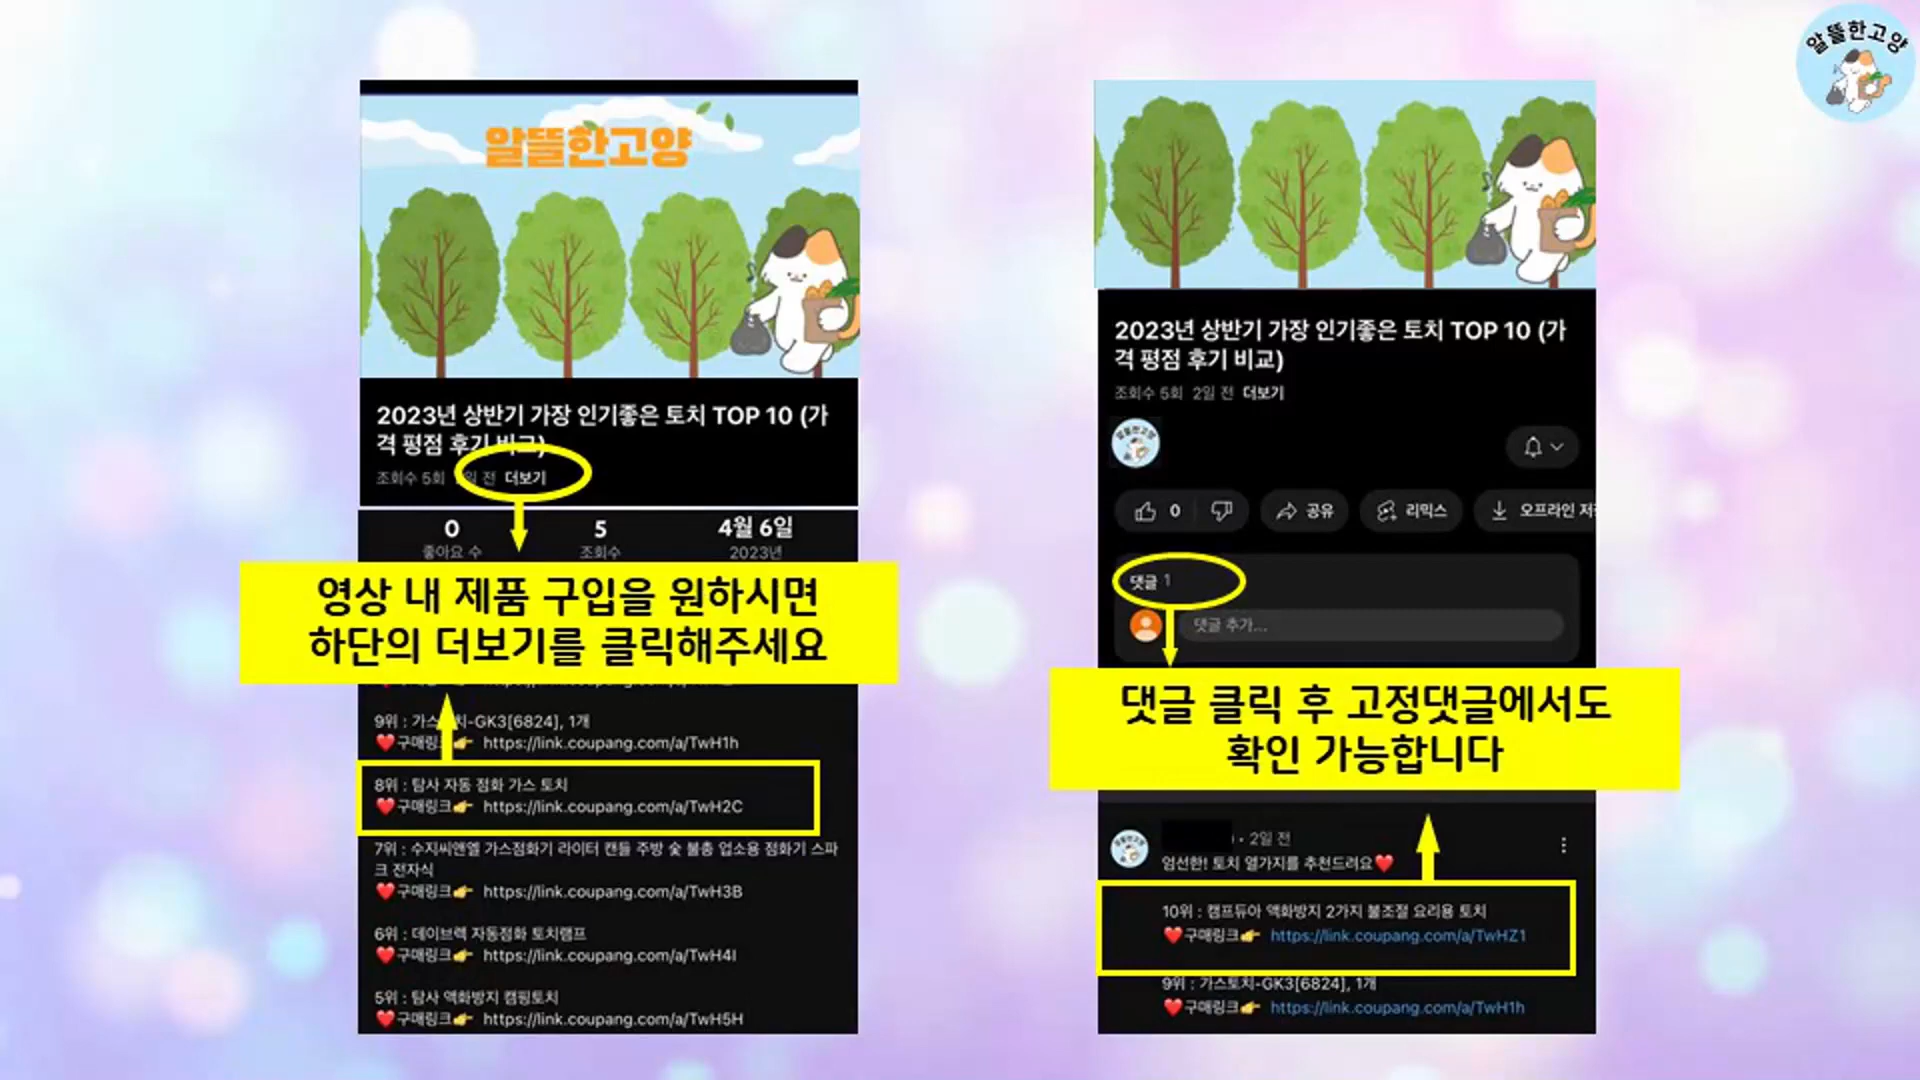 알뜰한고양
알뜰한고양
2023년 상반기 가장 인기좋은 토치 TOP 10 (가
격 평점 후기 비교)
조회수 5회 일 전 더보기
0 5 4월 6일
좋아요 수 조회수 2023년
영상 내 제품 구입을 원하시면
하단의 더보기를 클릭해주세요
9위 : 가스토치-GK3[6824], 1개
❤️구매링크👉 https://link.coupang.com/a/TwH1h
8위 : 탐사 자동 점화 가스 토치
❤️구매링크👉 https://link.coupang.com/a/TwH2C
7위 : 수지씨앤엘 가스점화기 라이터 캔들 주방 숯 불총 업소용 점화기 스파
크 전자식
❤️구매링크👉 https://link.coupang.com/a/TwH3B
6위 : 데이브렉 자동점화 토치램프
❤️구매링크👉 https://link.coupang.com/a/TwH4I
5위 : 탐사 액화방지 캠핑토치
❤️구매링크👉 https://link.coupang.com/a/TwH5H
2023년 상반기 가장 인기좋은 토치 TOP 10 (가
격 평점 후기 비교)
조회수 5회 2일 전 더보기
알뜰한고양
0 공유 리믹스 오프라인 저
댓글 1
댓글 추가...
댓글 클릭 후 고정댓글에서도
확인 가능합니다
알뜰한고양
• 2일 전
엄선한! 토치 열가지를 추천드려요❤️
10위 : 캠프듀아 액화방지 2가지 불조절 요리용 토치
❤️구매링크👉 https://link.coupang.com/a/TwHZ1
9위 : 가스토치-GK3[6824], 1개
❤️구매링크👉 https://link.coupang.com/a/TwH1h